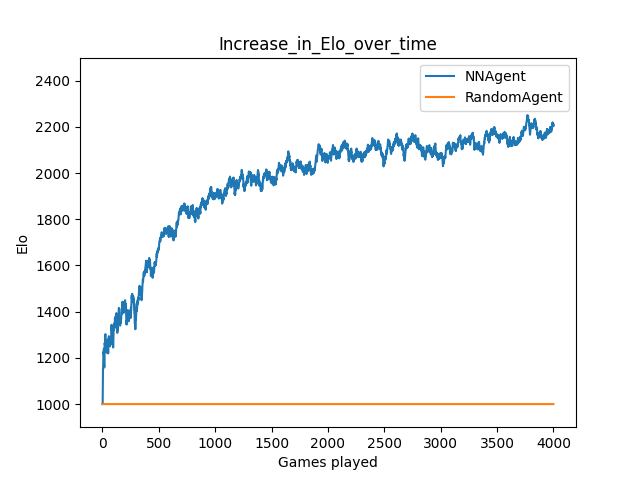 Increase_in_Elo_over_time
NNAgent
RandomAgent
2400
2200
2000
1800
1600
1400
1200
1000
Elo
0 500 1000 1500 2000 2500 3000 3500 4000
Games played